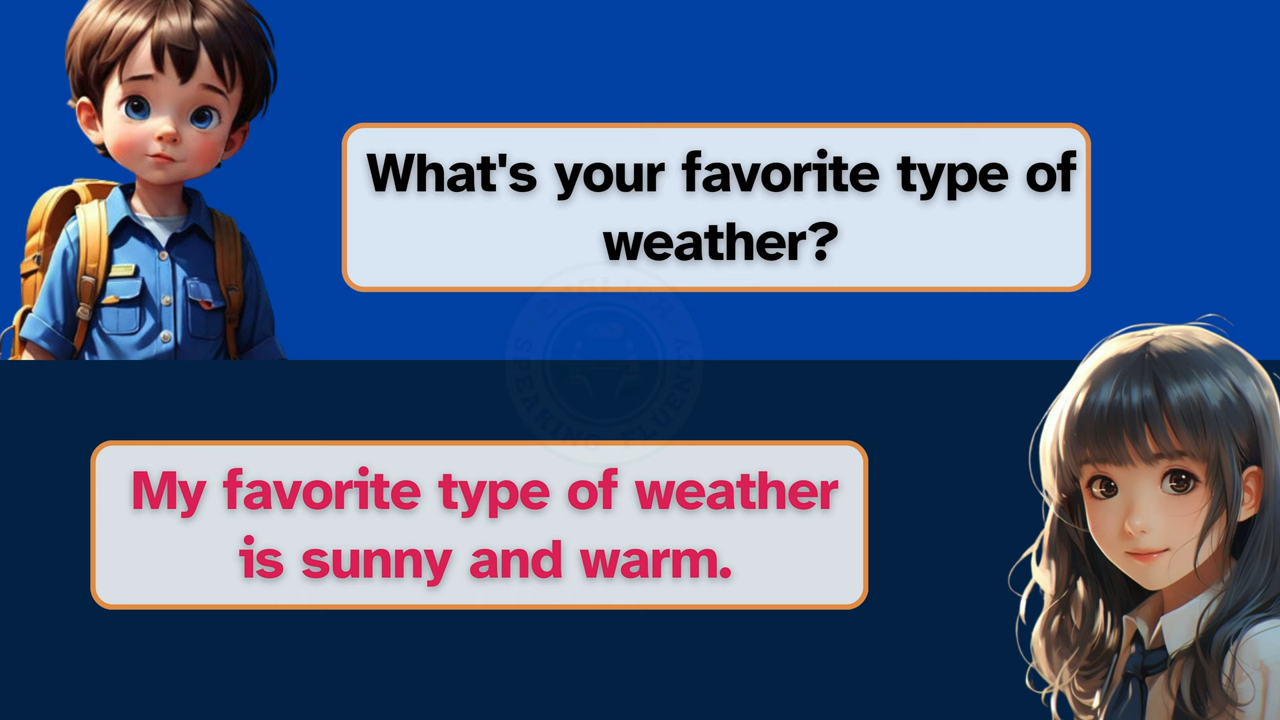 What's your favorite type of
weather?
My favorite type of weather
is sunny and warm.